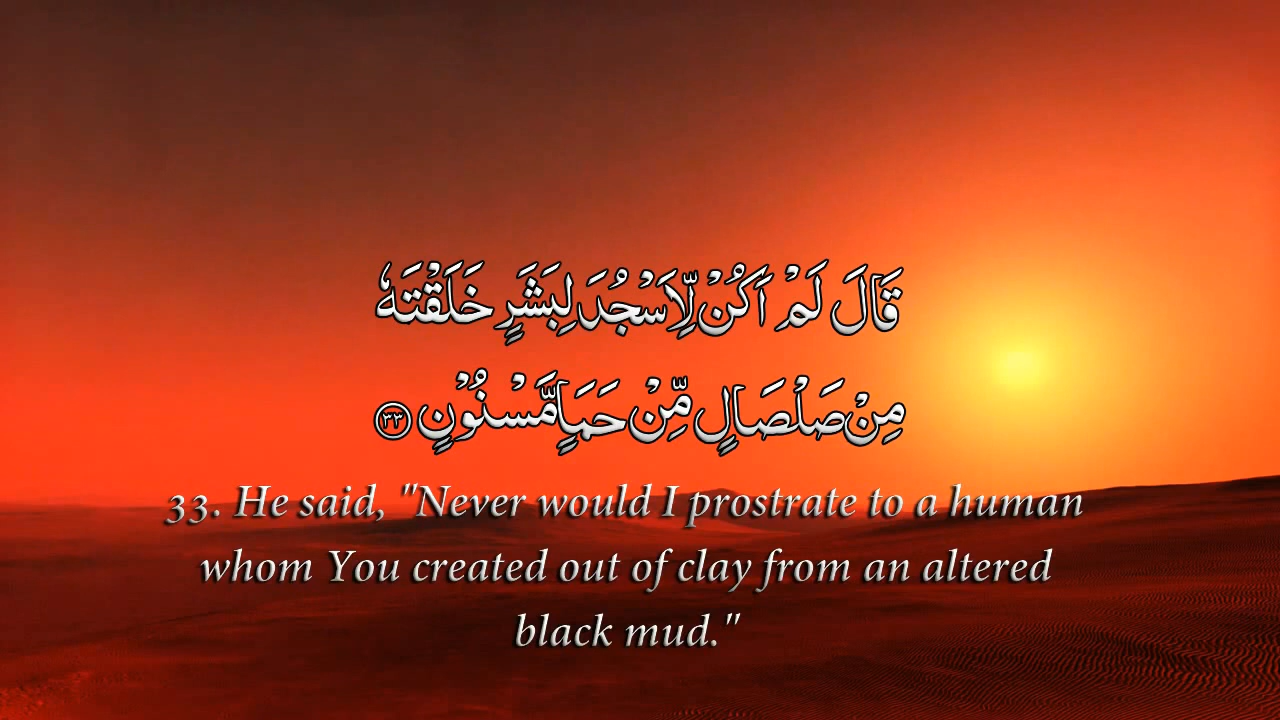 قَالَ لَمْ اَكُنْ لِّاَسْجُدَ لِبَشَرٍ خَلَقْتَهٗ
مِنْ صَلْصَالٍ مِّنْ حَمَاٍ مَّسْنُوْنٍ ۝٣٣
33. He said, "Never would I prostrate to a human
whom You created out of clay from an altered
black mud."